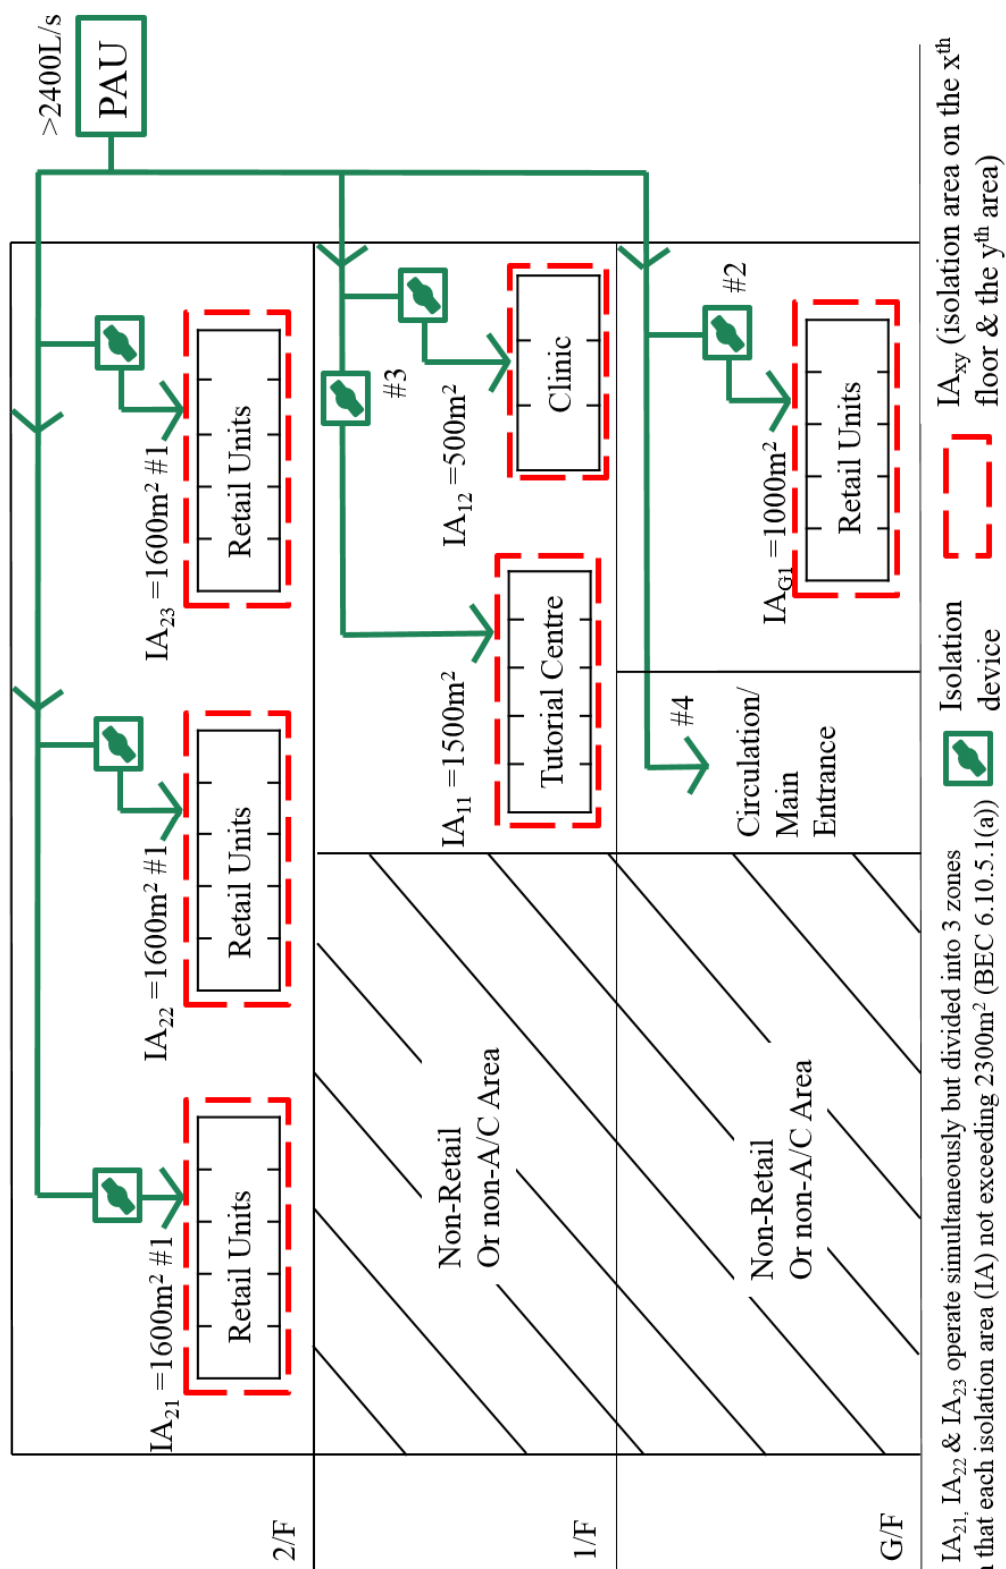 >2400L/s
PAU
IA21 =1600m² #1
IA22 =1600m² #1
IA23 =1600m² #1
Retail Units
Retail Units
Retail Units
2/F
#3
IA11 =1500m²
IA12 =500m²
Tutorial Centre
Clinic
Non-Retail
Or non-A/C Area
1/F
#2
#4
IAG1 =1000m²
Circulation/
Main
Entrance
Retail Units
Non-Retail
Or non-A/C Area
G/F
IA21, IA22 & IA23 operate simultaneously but divided into 3 zones
that each isolation area (IA) not exceeding 2300m² (BEC 6.10.5.1(a))
Isolation
device
IAxy (isolation area on the xth
floor & the yth area)